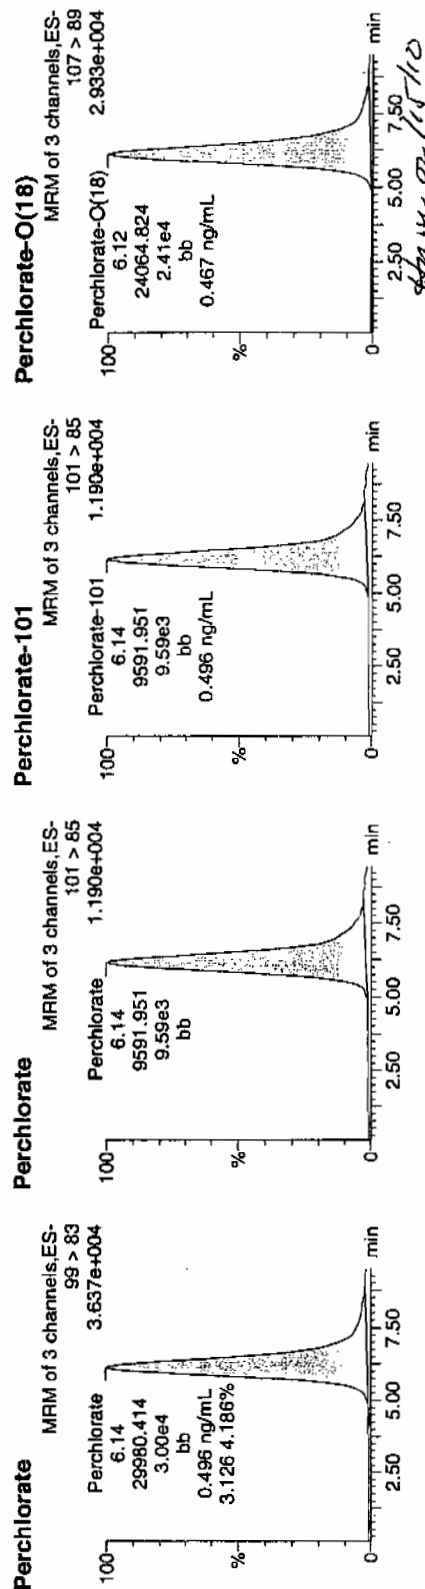 Perchlorate
MRM of 3 channels,ES-
99 > 83
3.637e+004
100
Perchlorate
6.14
29980.414
3.00e4
bb
0.496 ng/mL
3.126 4.186%
%
0
2.50
5.00
7.50
min
Perchlorate
MRM of 3 channels,ES-
101 > 85
1.190e+004
100
Perchlorate
6.14
9591.951
9.59e3
bb
%
0
2.50
5.00
7.50
min
Perchlorate-101
MRM of 3 channels,ES-
101 > 85
1.190e+004
100
Perchlorate-101
6.14
9591.951
9.59e3
bb
0.496 ng/mL
%
0
2.50
5.00
7.50
min
Perchlorate-O(18)
MRM of 3 channels,ES-
107 > 89
2.933e+004
100
Perchlorate-O(18)
6.12
24064.824
2.41e4
bb
0.467 ng/mL
%
0
2.50
5.00
7.50
min